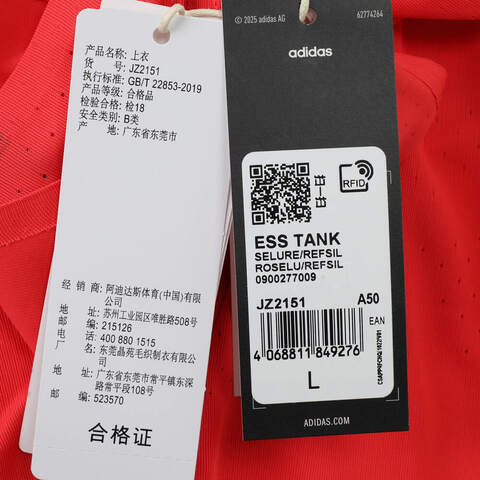 产品名称：上衣
货　　号：JZ2151
执行标准：GB/T 22853-2019
产品等级：合格品
检验合格：检18
安全类别：B类
产　　地：广东省东莞市
经 销 商：阿迪达斯体育(中国)有限
公司
地　　址：苏州工业园区唯胜路508号
邮　　编：215126
电　　话：400 880 1515
制 造 商：东莞晶苑毛织制衣有限公司
地　　址：广东省东莞市常平镇东深
路常平段108号
邮　　编：523570
合格证
© 2025 adidas AG
62774264
adidas
RFID
ESS TANK
SELURE/REFSIL
ROSELU/REFSIL
0900277009
JZ2151 A50
EAN
4 068811 849276
L
ADIDAS.COM